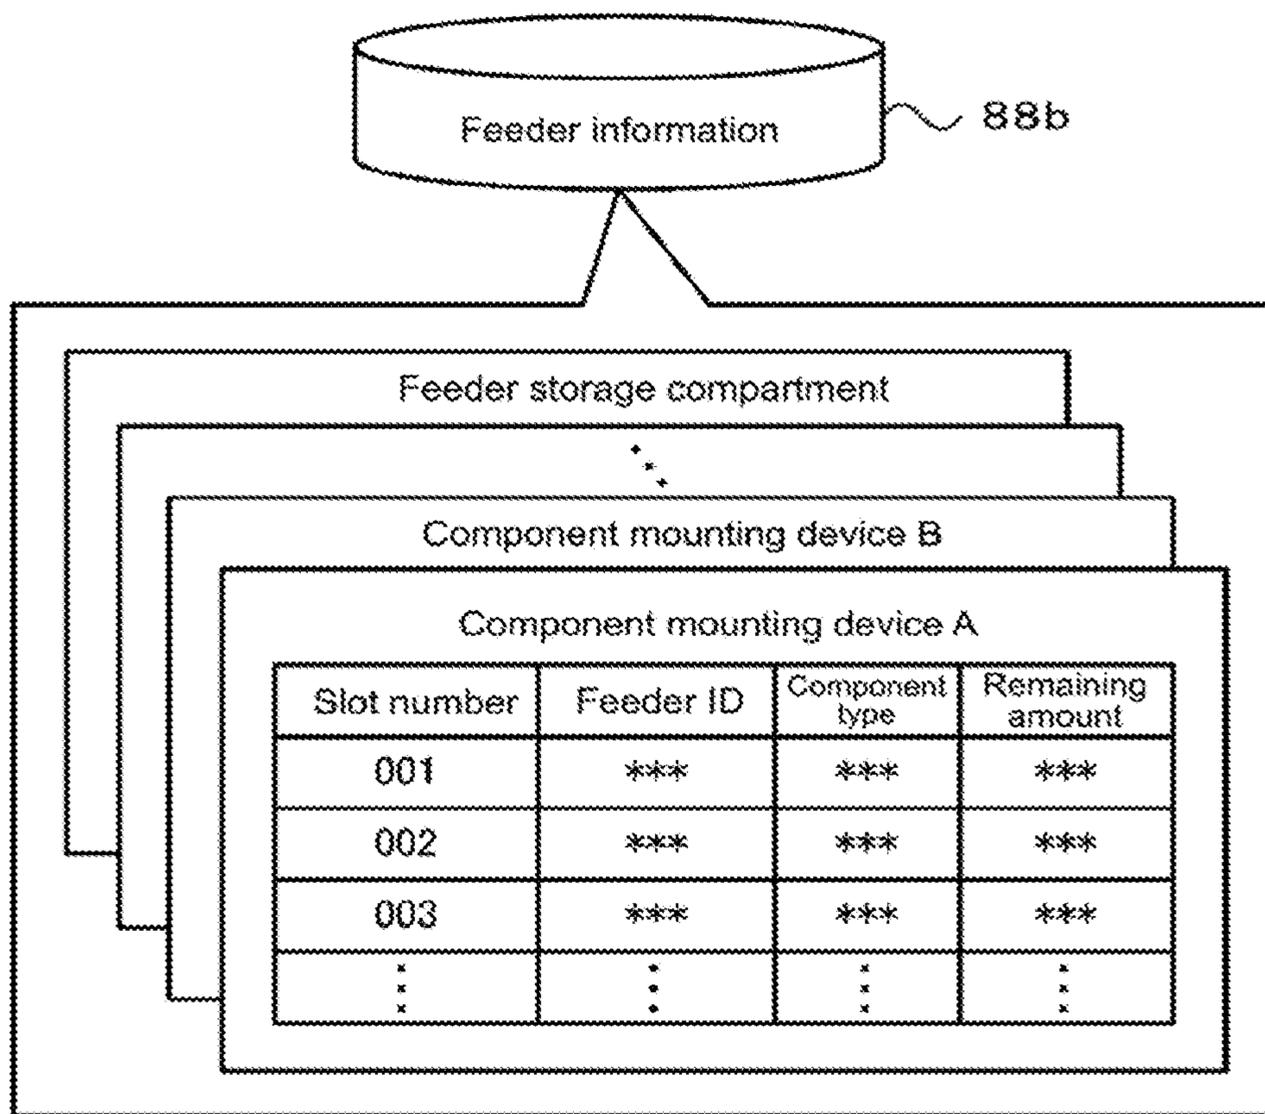 Feeder information
88b
Feeder storage compartment
Component mounting device B
Component mounting device A
Slot number Feeder ID Component type Remaining amount
001 *** *** ***
002 *** *** ***
003 *** *** ***